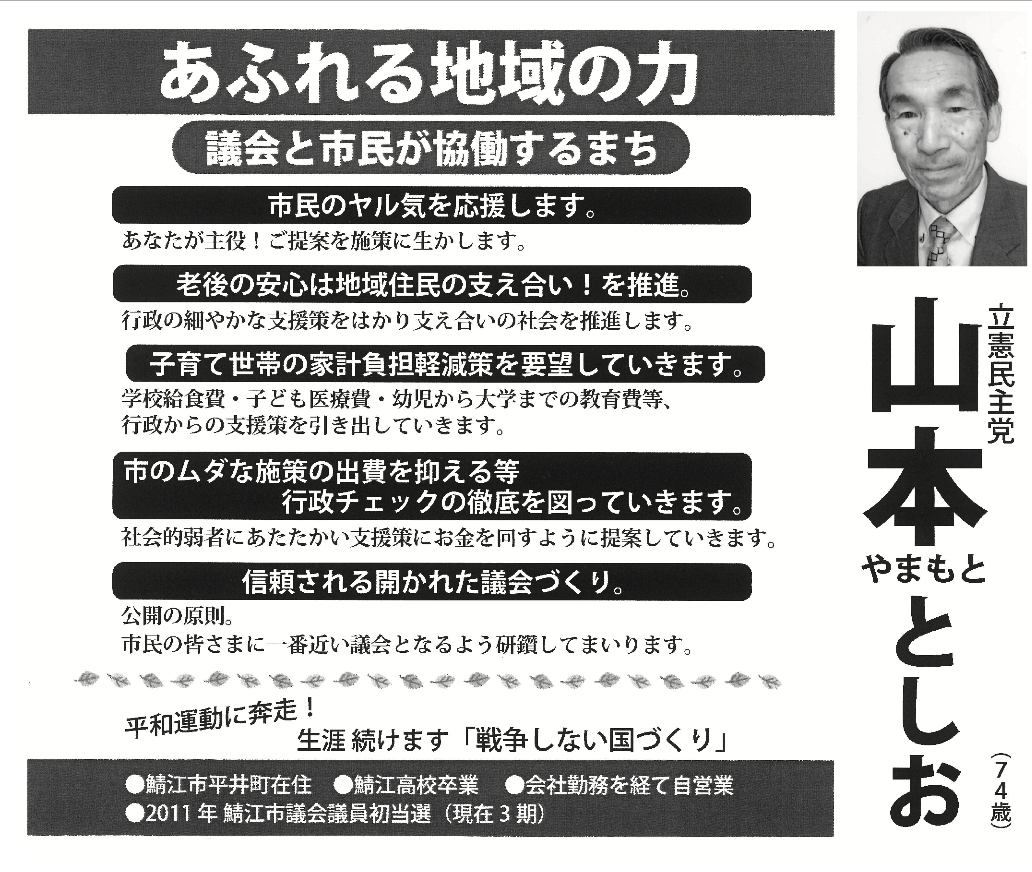 あふれる地域の力
議会と市民が協働するまち
市民のヤル気を応援します。
あなたが主役！ご提案を施策に生かします。
老後の安心は地域住民の支え合い！を推進。
行政の細やかな支援策をはかり支え合いの社会を推進します。
子育て世帯の家計負担軽減策を要望していきます。
学校給食費・子ども医療費・幼児から大学までの教育費等、
行政からの支援策を引き出していきます。
市のムダな施策の出費を抑える等
行政チェックの徹底を図っていきます。
社会的弱者にあたたかい支援策にお金を回すように提案していきます。
信頼される開かれた議会づくり。
公開の原則。
市民の皆さまに一番近い議会となるよう研鑽してまいります。
平和運動に奔走！
生涯 続けます「戦争しない国づくり」
●鯖江市平井町在住 ●鯖江高校卒業 ●会社勤務を経て自営業
●2011年 鯖江市議会議員初当選（現在3期）
立憲民主党
山本としお
やまもと
（74歳）